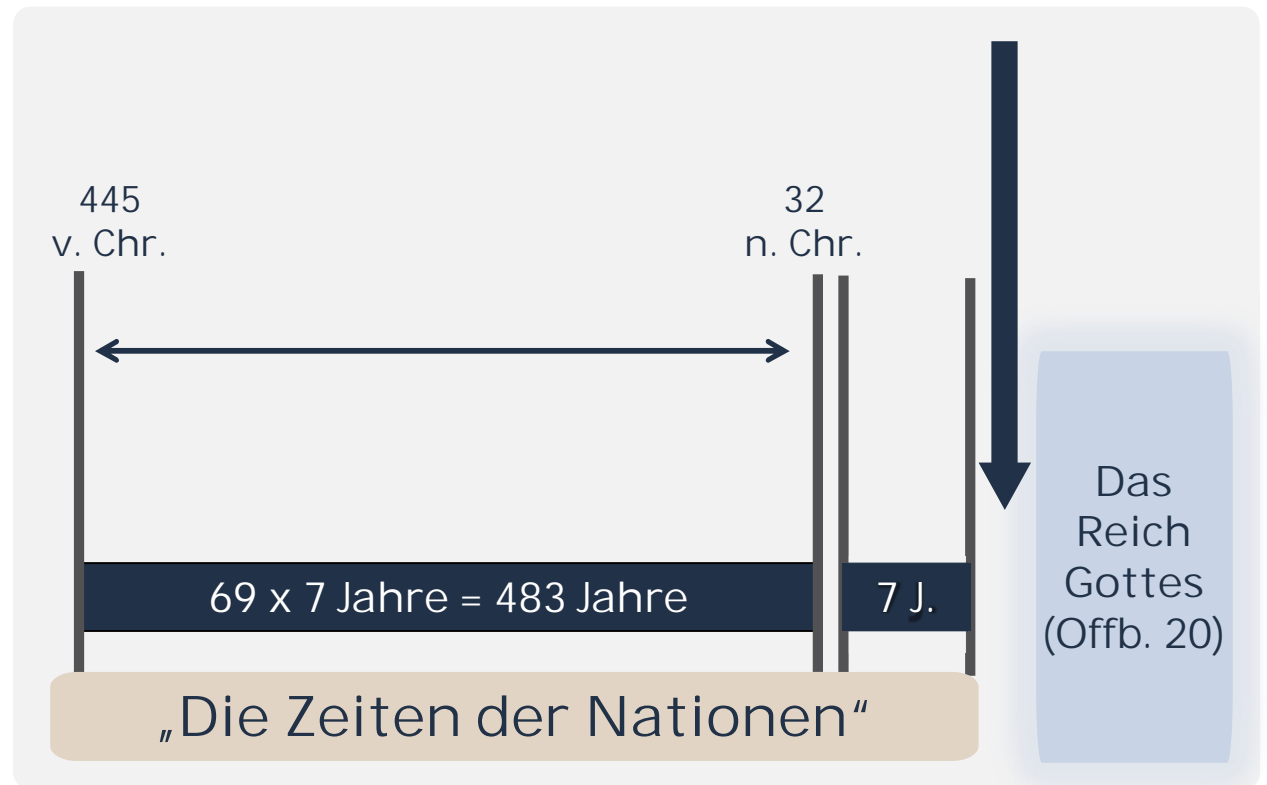 445
v. Chr.
32
n. Chr.
69 x 7 Jahre = 483 Jahre
7 J.
Das
Reich
Gottes
(Offb. 20)
„Die Zeiten der Nationen“